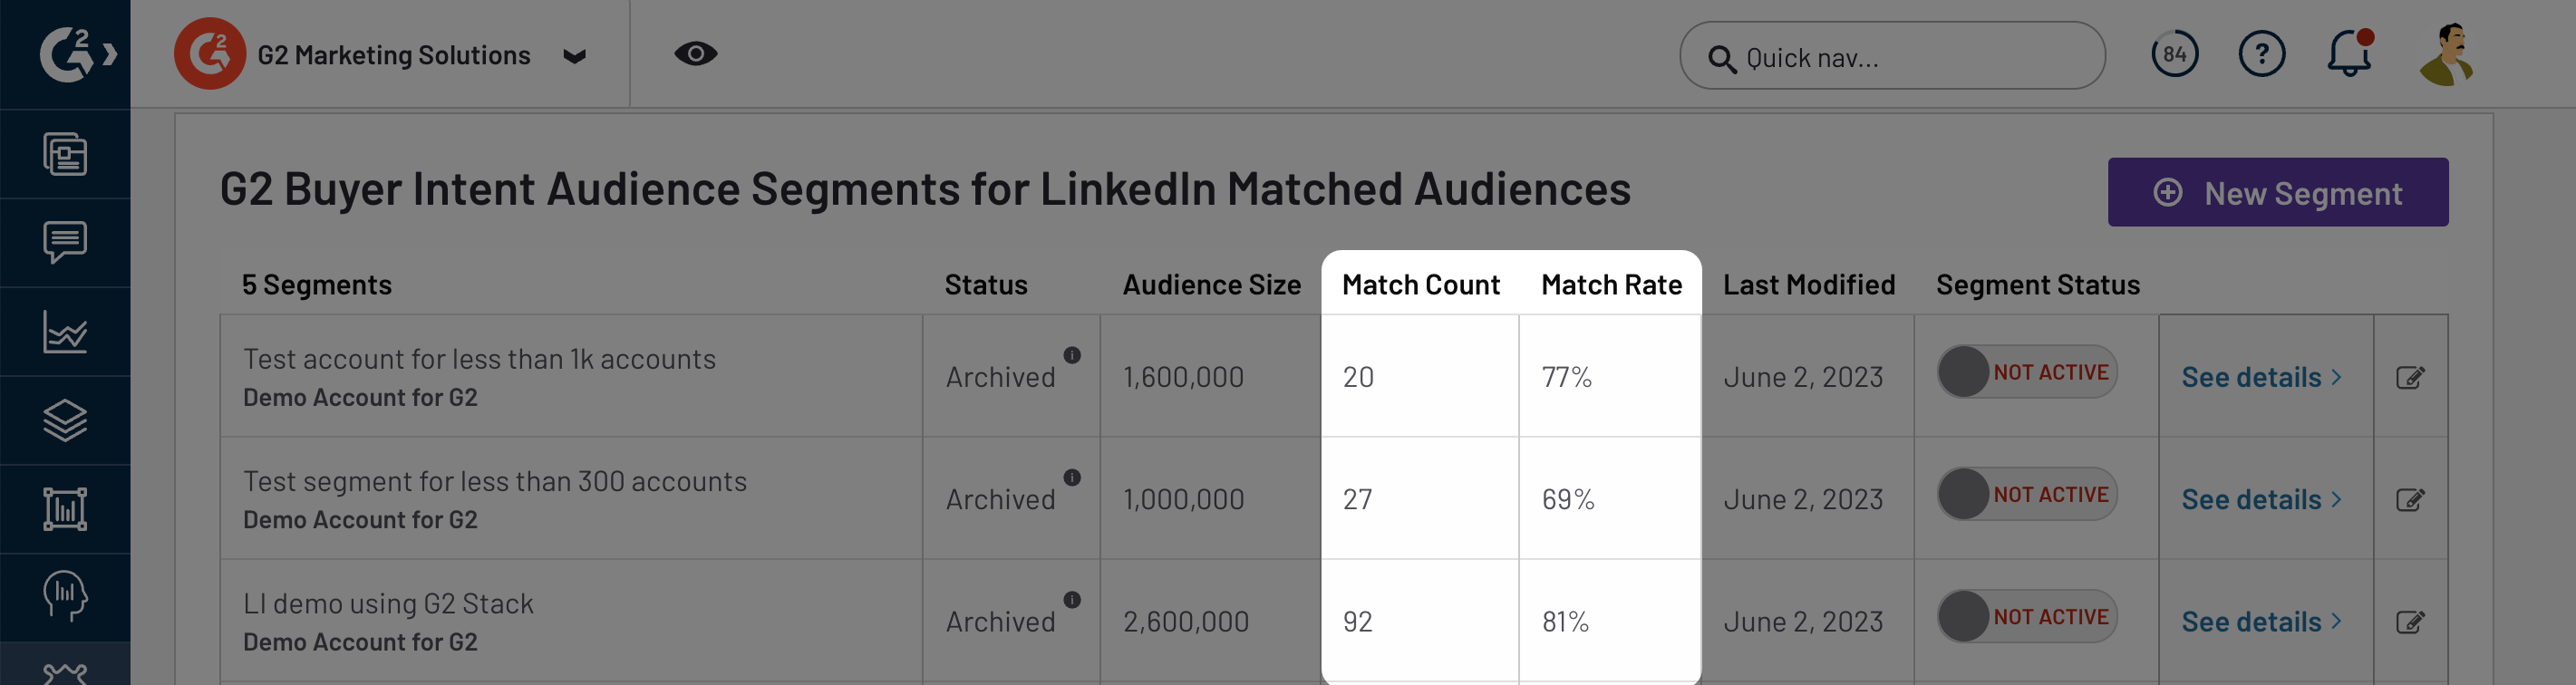 G2 Marketing Solutions
Quick nav...
84
G2 Buyer Intent Audience Segments for LinkedIn Matched Audiences
New Segment
5 Segments Status Audience Size Match Count Match Rate Last Modified Segment Status
Test account for less than 1k accounts
Demo Account for G2
Archived 1,600,000 20 77% June 2, 2023 NOT ACTIVE See details
Test segment for less than 300 accounts
Demo Account for G2
Archived 1,000,000 27 69% June 2, 2023 NOT ACTIVE See details
LI demo using G2 Stack
Demo Account for G2
Archived 2,600,000 92 81% June 2, 2023 NOT ACTIVE See details